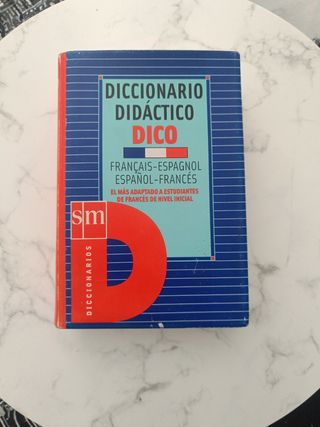 DICCIONARIO
DIDÁCTICO
DICO
FRANÇAIS-ESPAGNOL
ESPAÑOL-FRANCÉS
EL MÁS ADAPTADO A ESTUDIANTES
DE FRANCÉS DE NIVEL INICIAL
sm
D
DICCIONARIOS